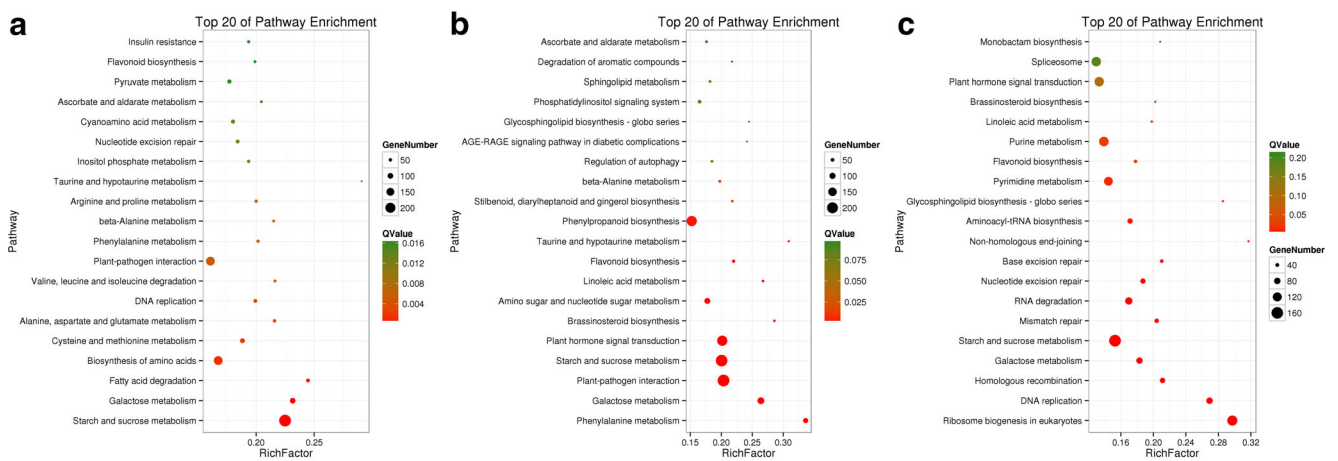 a
Top 20 of Pathway Enrichment
Pathway
Insulin resistance
Flavonoid biosynthesis
Pyruvate metabolism
Ascorbate and aldarate metabolism
Cyanoamino acid metabolism
Nucleotide excision repair
Inositol phosphate metabolism
Taurine and hypotaurine metabolism
Arginine and proline metabolism
beta-Alanine metabolism
Phenylalanine metabolism
Plant-pathogen interaction
Valine, leucine and isoleucine degradation
DNA replication
Alanine, aspartate and glutamate metabolism
Cysteine and methionine metabolism
Biosynthesis of amino acids
Fatty acid degradation
Galactose metabolism
Starch and sucrose metabolism
0.20 0.25
RichFactor
GeneNumber
50
100
150
200
QValue
0.016
0.012
0.008
0.004
b
Top 20 of Pathway Enrichment
Pathway
Ascorbate and aldarate metabolism
Degradation of aromatic compounds
Sphingolipid metabolism
Phosphatidylinositol signaling system
Glycosphingolipid biosynthesis - globo series
AGE-RAGE signaling pathway in diabetic complications
Regulation of autophagy
beta-Alanine metabolism
Stilbenoid, diarylheptanoid and gingerol biosynthesis
Phenylpropanoid biosynthesis
Taurine and hypotaurine metabolism
Flavonoid biosynthesis
Linoleic acid metabolism
Amino sugar and nucleotide sugar metabolism
Brassinosteroid biosynthesis
Plant hormone signal transduction
Starch and sucrose metabolism
Plant-pathogen interaction
Galactose metabolism
Phenylalanine metabolism
0.15 0.20 0.25 0.30
RichFactor
GeneNumber
50
100
150
200
QValue
0.075
0.050
0.025
c
Top 20 of Pathway Enrichment
Pathway
Monobactam biosynthesis
Spliceosome
Plant hormone signal transduction
Brassinosteroid biosynthesis
Linoleic acid metabolism
Purine metabolism
Flavonoid biosynthesis
Pyrimidine metabolism
Glycosphingolipid biosynthesis - globo series
Aminoacyl-tRNA biosynthesis
Non-homologous end-joining
Base excision repair
Nucleotide excision repair
RNA degradation
Mismatch repair
Starch and sucrose metabolism
Galactose metabolism
Homologous recombination
DNA replication
Ribosome biogenesis in eukaryotes
0.16 0.20 0.24 0.28 0.32
RichFactor
QValue
0.20
0.15
0.10
0.05
GeneNumber
40
80
120
160